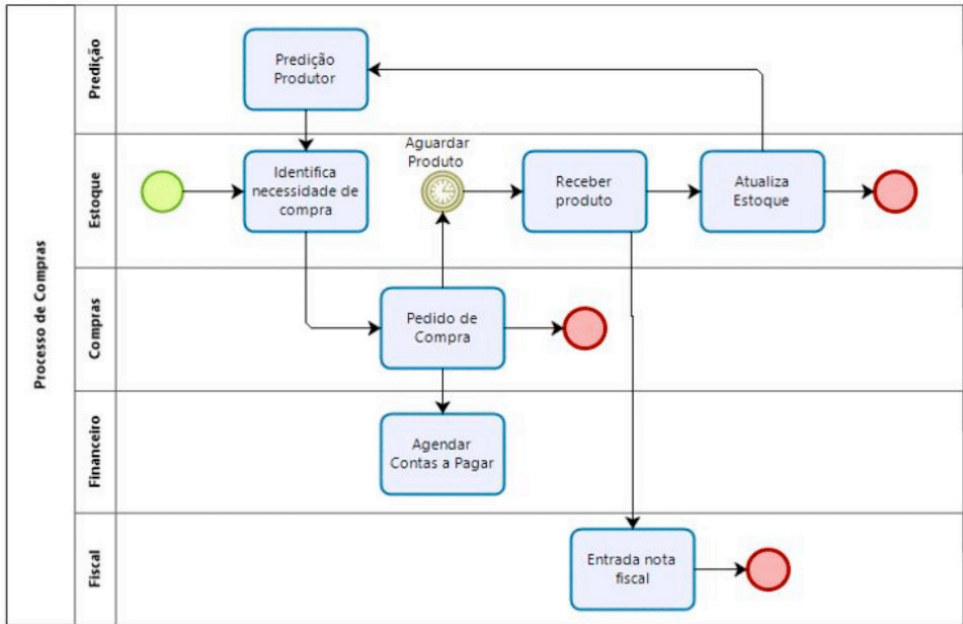 Processo de Compras
Predição
Predição
Produtor
Estoque
Identifica
necessidade de
compra
Aguardar
Produto
Receber
produto
Atualiza
Estoque
Compras
Pedido de
Compra
Financeiro
Agendar
Contas a Pagar
Fiscal
Entrada nota
fiscal